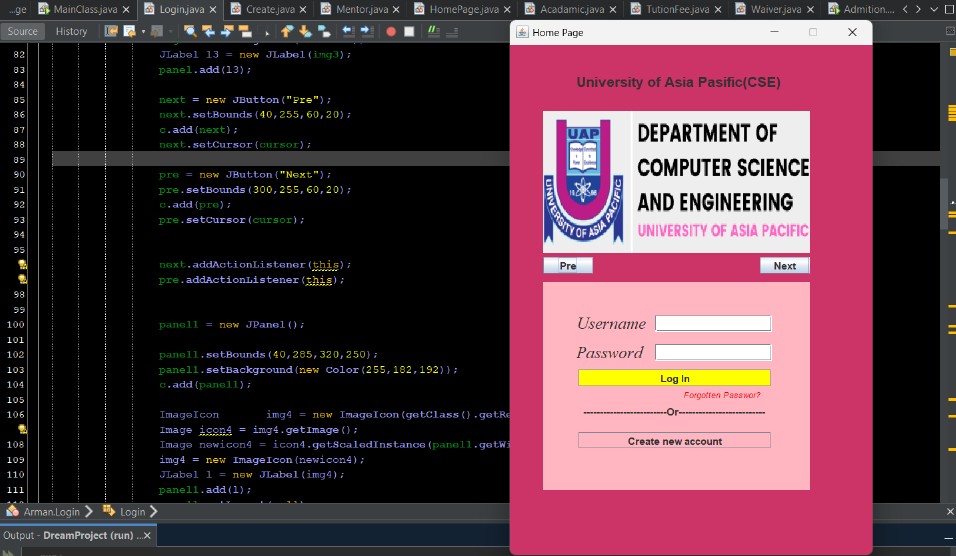 ...ge
MainClass.java
Login.java
Create.java
Mentor.java
HomePage.java
Acadamic.java
TutionFee.java
Waiver.java
Admition....
Source
History
82 JLabel l3 = new JLabel(img3);
83 panel.add(l3);
84
85 next = new JButton("Pre");
86 next.setBounds(40,255,60,20);
87 c.add(next);
88 next.setCursor(cursor);
89
90 pre = new JButton("Next");
91 pre.setBounds(300,255,60,20);
92 c.add(pre);
93 pre.setCursor(cursor);
94
95
next.addActionListener(this);
pre.addActionListener(this);
98
99
100 panel1 = new JPanel();
101
102 panel1.setBounds(40,285,320,250);
103 panel1.setBackground(new Color(255,182,192));
104 c.add(panel1);
105
106 ImageIcon img4 = new ImageIcon(getClass().getRe
Image icon4 = img4.getImage();
108 Image newicon4 = icon4.getScaledInstance(panel1.getWi
109 img4 = new ImageIcon(newicon4);
110 JLabel l = new JLabel(img4);
111 panel1.add(l);
Arman.Login
Login
Output - DreamProject (run) ...
Home Page
University of Asia Pasific(CSE)
UAP
UNIVERSITY OF ASIA PACIFIC
DEPARTMENT OF
COMPUTER SCIENCE
AND ENGINEERING
UNIVERSITY OF ASIA PACIFIC
Pre
Next
Username
Password
Log In
Forgotten Passwor?
--------------------------Or---------------------------
Create new account